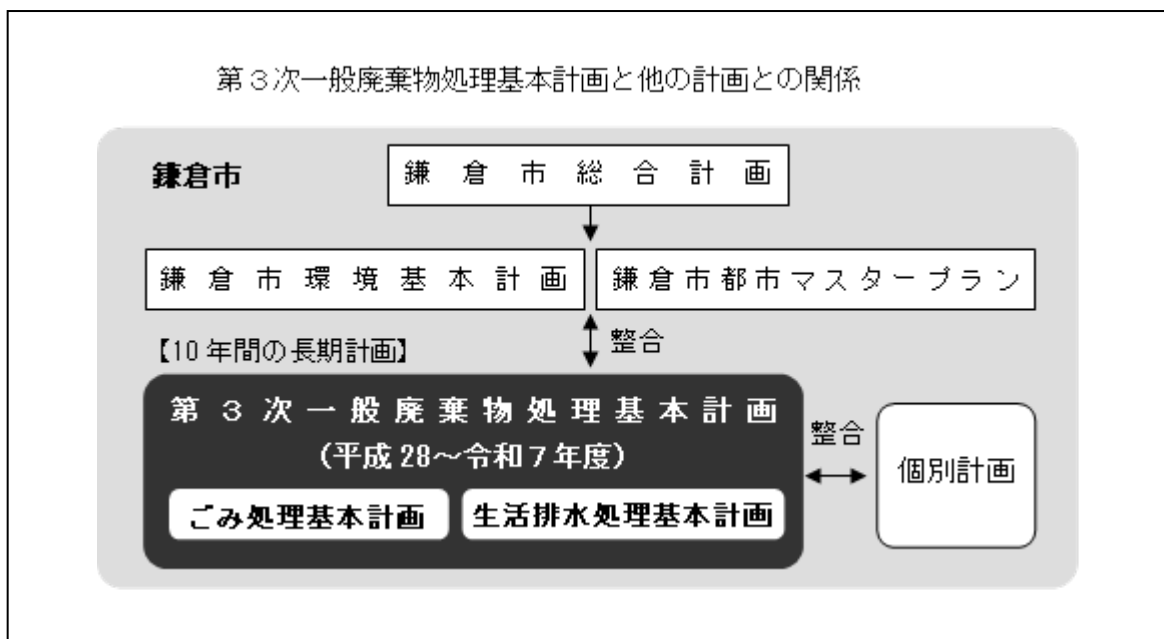 第３次一般廃棄物処理基本計画と他の計画との関係
鎌倉市
鎌倉市総合計画
鎌倉市環境基本計画
鎌倉市都市マスタープラン
整合
【10年間の長期計画】
第３次一般廃棄物処理基本計画
（平成28～令和７年度）
ごみ処理基本計画
生活排水処理基本計画
整合
個別計画